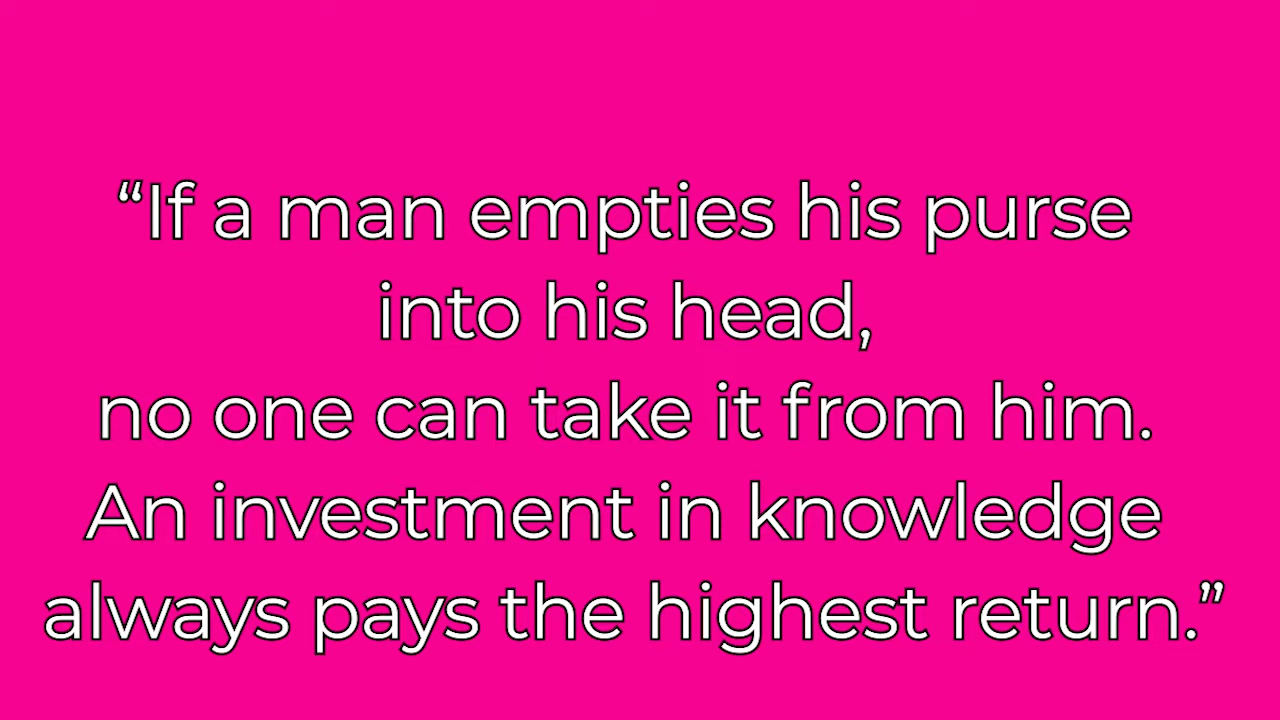 “If a man empties his purse
into his head,
no one can take it from him.
An investment in knowledge
always pays the highest return.”